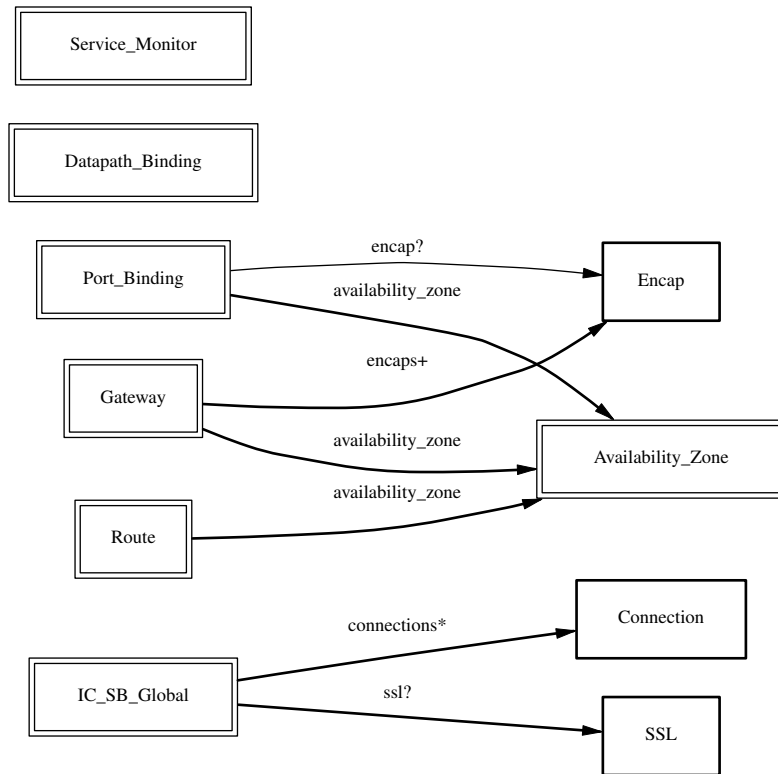 Service_Monitor
Datapath_Binding
Port_Binding
encap?
availability_zone
Encap
Gateway
encaps+
availability_zone
Availability_Zone
Route
availability_zone
IC_SB_Global
connections*
Connection
ssl?
SSL